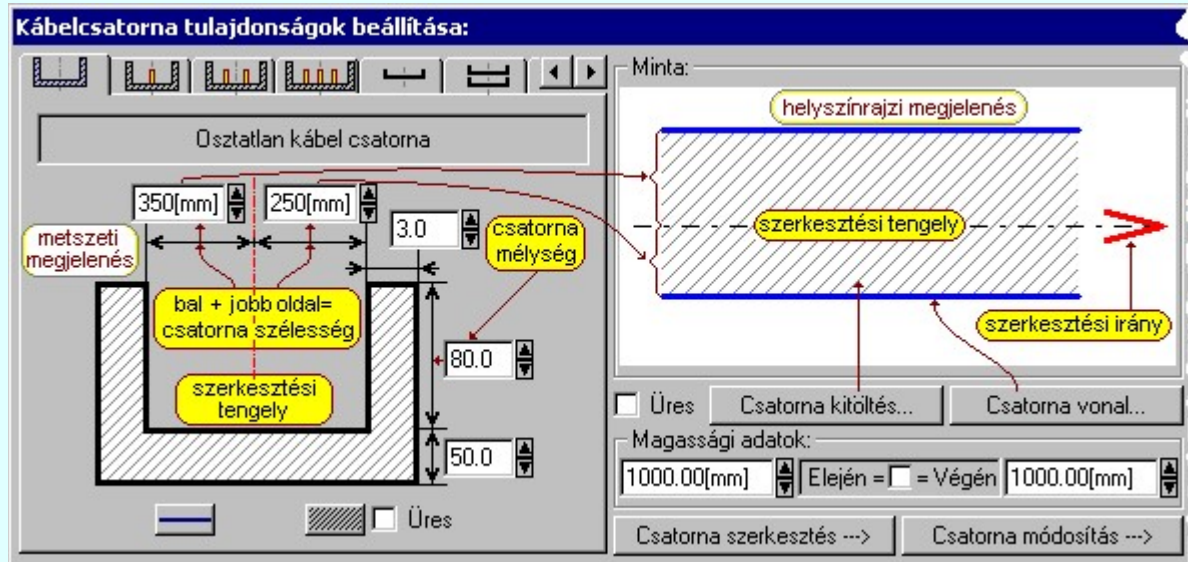 Kábelcsatorna tulajdonságok beállítása:
Osztatlan kábel csatorna
350[mm]
250[mm]
3.0
csatorna
mélység
metszeti
megjelenés
bal + jobb oldal=
csatorna szélesség
80.0
szerkesztési
tengely
50.0
Üres
Minta:
helyszínrajzi megjelenés
szerkesztési tengely
szerkesztési irány
Üres
Csatorna kitöltés...
Csatorna vonal...
Magassági adatok:
1000.00[mm]
Elején = = Végén
1000.00[mm]
Csatorna szerkesztés --->
Csatorna módosítás --->